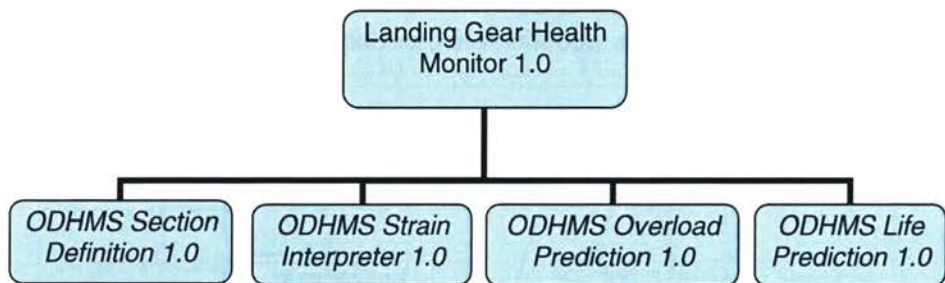 Landing Gear Health
Monitor 1.0
ODHMS Section
Definition 1.0
ODHMS Strain
Interpreter 1.0
ODHMS Overload
Prediction 1.0
ODHMS Life
Prediction 1.0